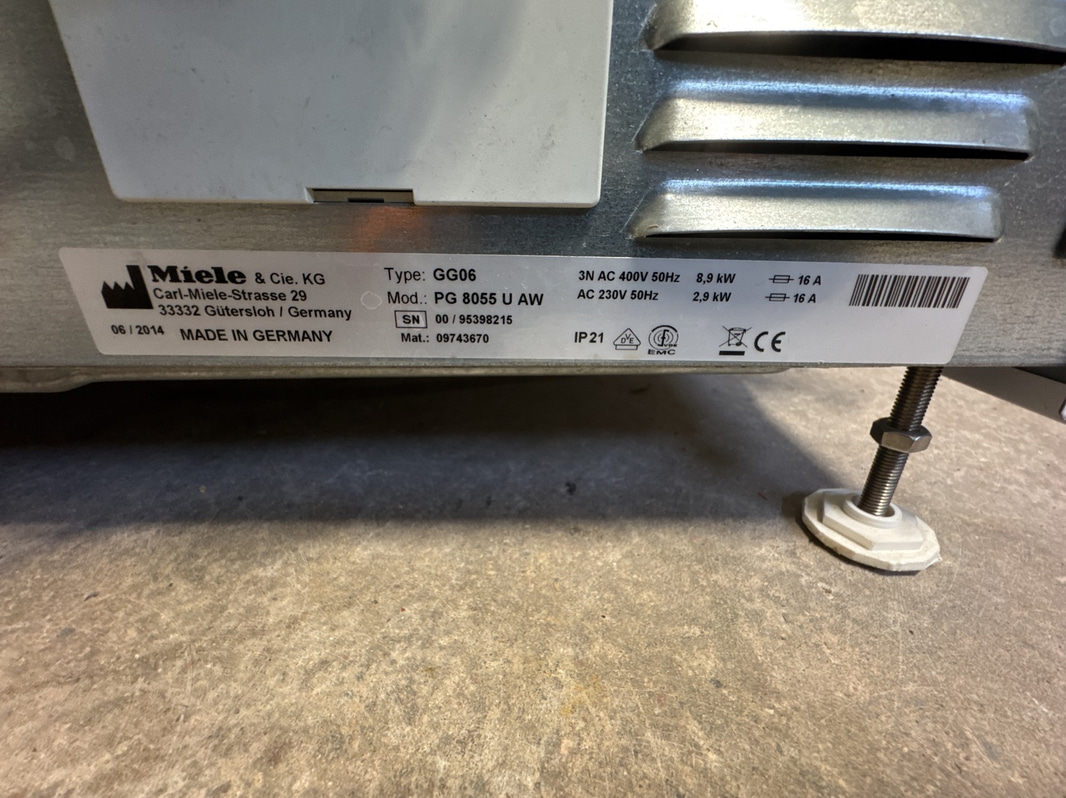 Miele & Cie. KG
Carl-Miele-Strasse 29
33332 Gütersloh / Germany
06 / 2014 MADE IN GERMANY
Type: GG06
Mod.: PG 8055 U AW
SN 00 / 95398215
Mat.: 09743670
3N AC 400V 50Hz 8,9 kW 16 A
AC 230V 50Hz 2,9 kW 16 A
IP21 DVE EMC CE